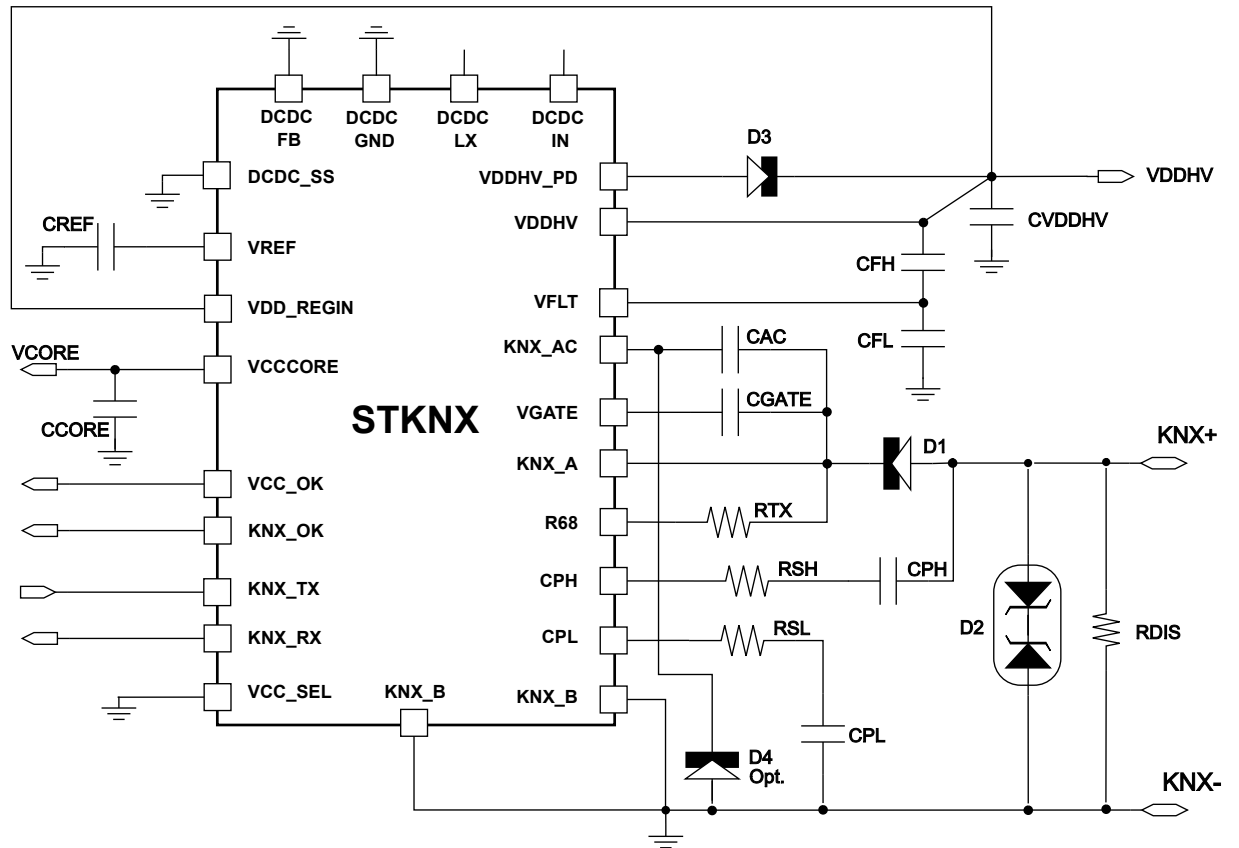 DCDC
FB
DCDC
GND
DCDC
LX
DCDC
IN
D3
DCDC_SS
VDDHV_PD
VDDHV
VDDHV
CREF
VREF
CVDDHV
CFH
VDD_REGIN
VFLT
CAC
CFL
VCORE
KNX_AC
VCCCORE
STKNX
VGATE
CGATE
CCORE
KNX+
D1
KNX_A
VCC_OK
RTX
R68
KNX_OK
RSH
CPH
CPH
KNX_TX
RSL
D2
RDIS
KNX_RX
CPL
VCC_SEL
KNX_B
KNX_B
CPL
D4
Opt.
KNX-